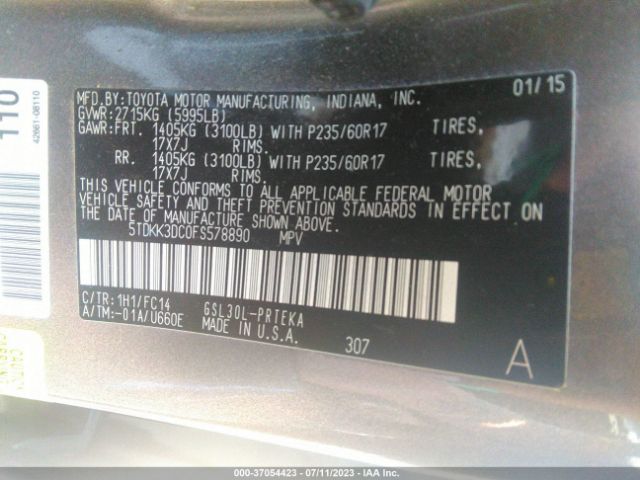 MFD.BY:TOYOTA MOTOR MANUFACTURING, INDIANA, INC. 01/15
GVWR:2715KG (5995LB)
GAWR:FRT. 1405KG (3100LB) WITH P235/60R17 TIRES,
17X7J RIMS.
RR. 1405KG (3100LB) WITH P235/60R17 TIRES,
17X7J RIMS.
THIS VEHICLE CONFORMS TO ALL APPLICABLE FEDERAL MOTOR
VEHICLE SAFETY AND THEFT PREVENTION STANDARDS IN EFFECT ON
THE DATE OF MANUFACTURE SHOWN ABOVE.
5TDKK3DC0FS578890 MPV
C/TR:1H1/FC14 GSL30L-PRTEKA
A/TM:-01A/U660E MADE IN U.S.A.
307 A
110
42661-08110
000-37054423 - 07/11/2023 - IAA Inc.